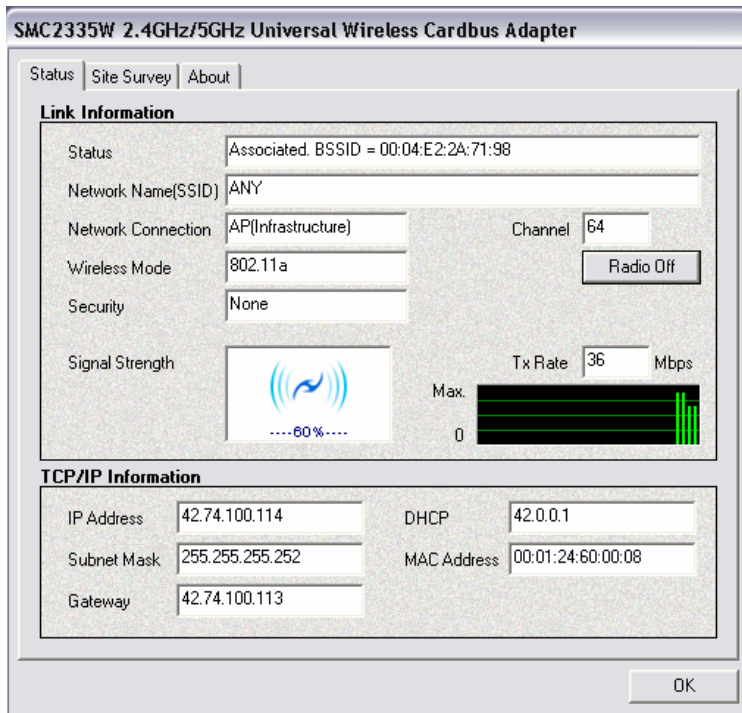 SMC2335W 2.4GHz/5GHz Universal Wireless Cardbus Adapter
Status Site Survey About
Link Information
Status Associated. BSSID = 00:04:E2:2A:71:98
Network Name(SSID) ANY
Network Connection AP(Infrastructure) Channel 64
Wireless Mode 802.11a Radio Off
Security None
Signal Strength Tx Rate 36 Mbps
Max.
----60%---- 0
TCP/IP Information
IP Address 42.74.100.114 DHCP 42.0.0.1
Subnet Mask 255.255.255.252 MAC Address 00:01:24:60:00:08
Gateway 42.74.100.113
OK